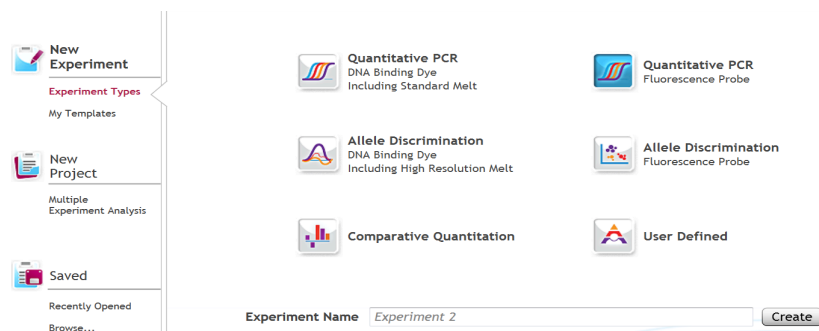 New
Experiment
Experiment Types
My Templates
New
Project
Multiple
Experiment Analysis
Saved
Recently Opened
Browse...
Quantitative PCR
DNA Binding Dye
Including Standard Melt
Quantitative PCR
Fluorescence Probe
Allele Discrimination
DNA Binding Dye
Including High Resolution Melt
Allele Discrimination
Fluorescence Probe
Comparative Quantitation
User Defined
Experiment Name Experiment 2 Create